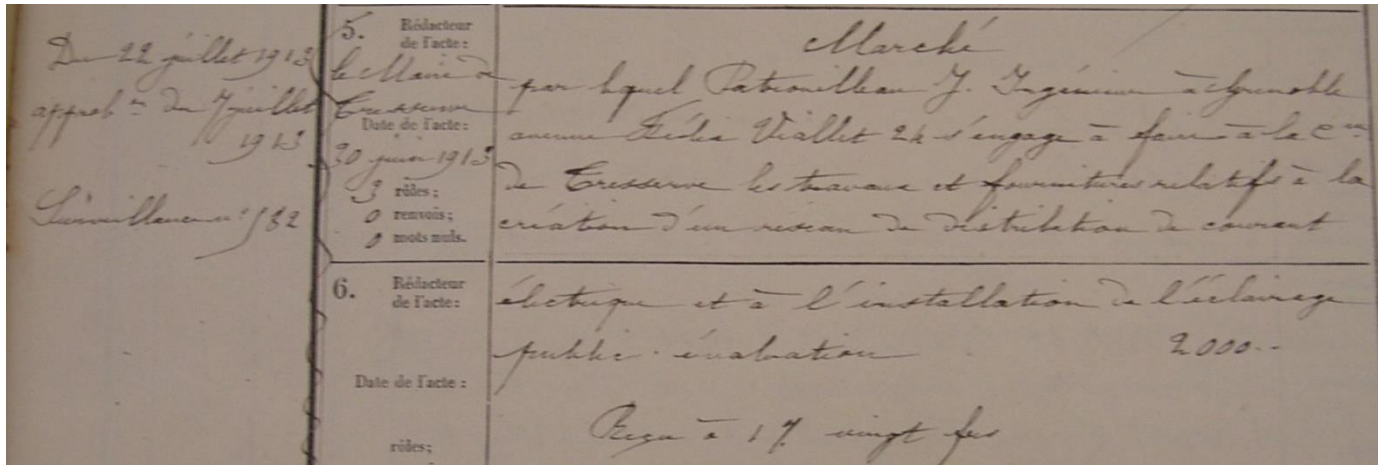 Du 22 juillet 1913
approb.on du 7 juillet
1913
Surveillance n° 182
5. Rédacteur
de l'acte:
le Maire de
Tresserve
Date de l'acte:
30 juin 1913
3 rôles;
0 renvois;
0 mots nuls.
Marché
par lequel Patrouilleau J. Ingénieur à Grenoble
avenue Félix Viallet 24 s'engage à faire à la Cne
de Tresserve les travaux et fournitures relatifs à la
création d'un réseau de distribution de courant
6. Rédacteur
de l'acte:
Date de l'acte:
rôles;
électrique et à l'installation de l'éclairage
public. évaluation 2000..
Reçu à 1% vingt fcs